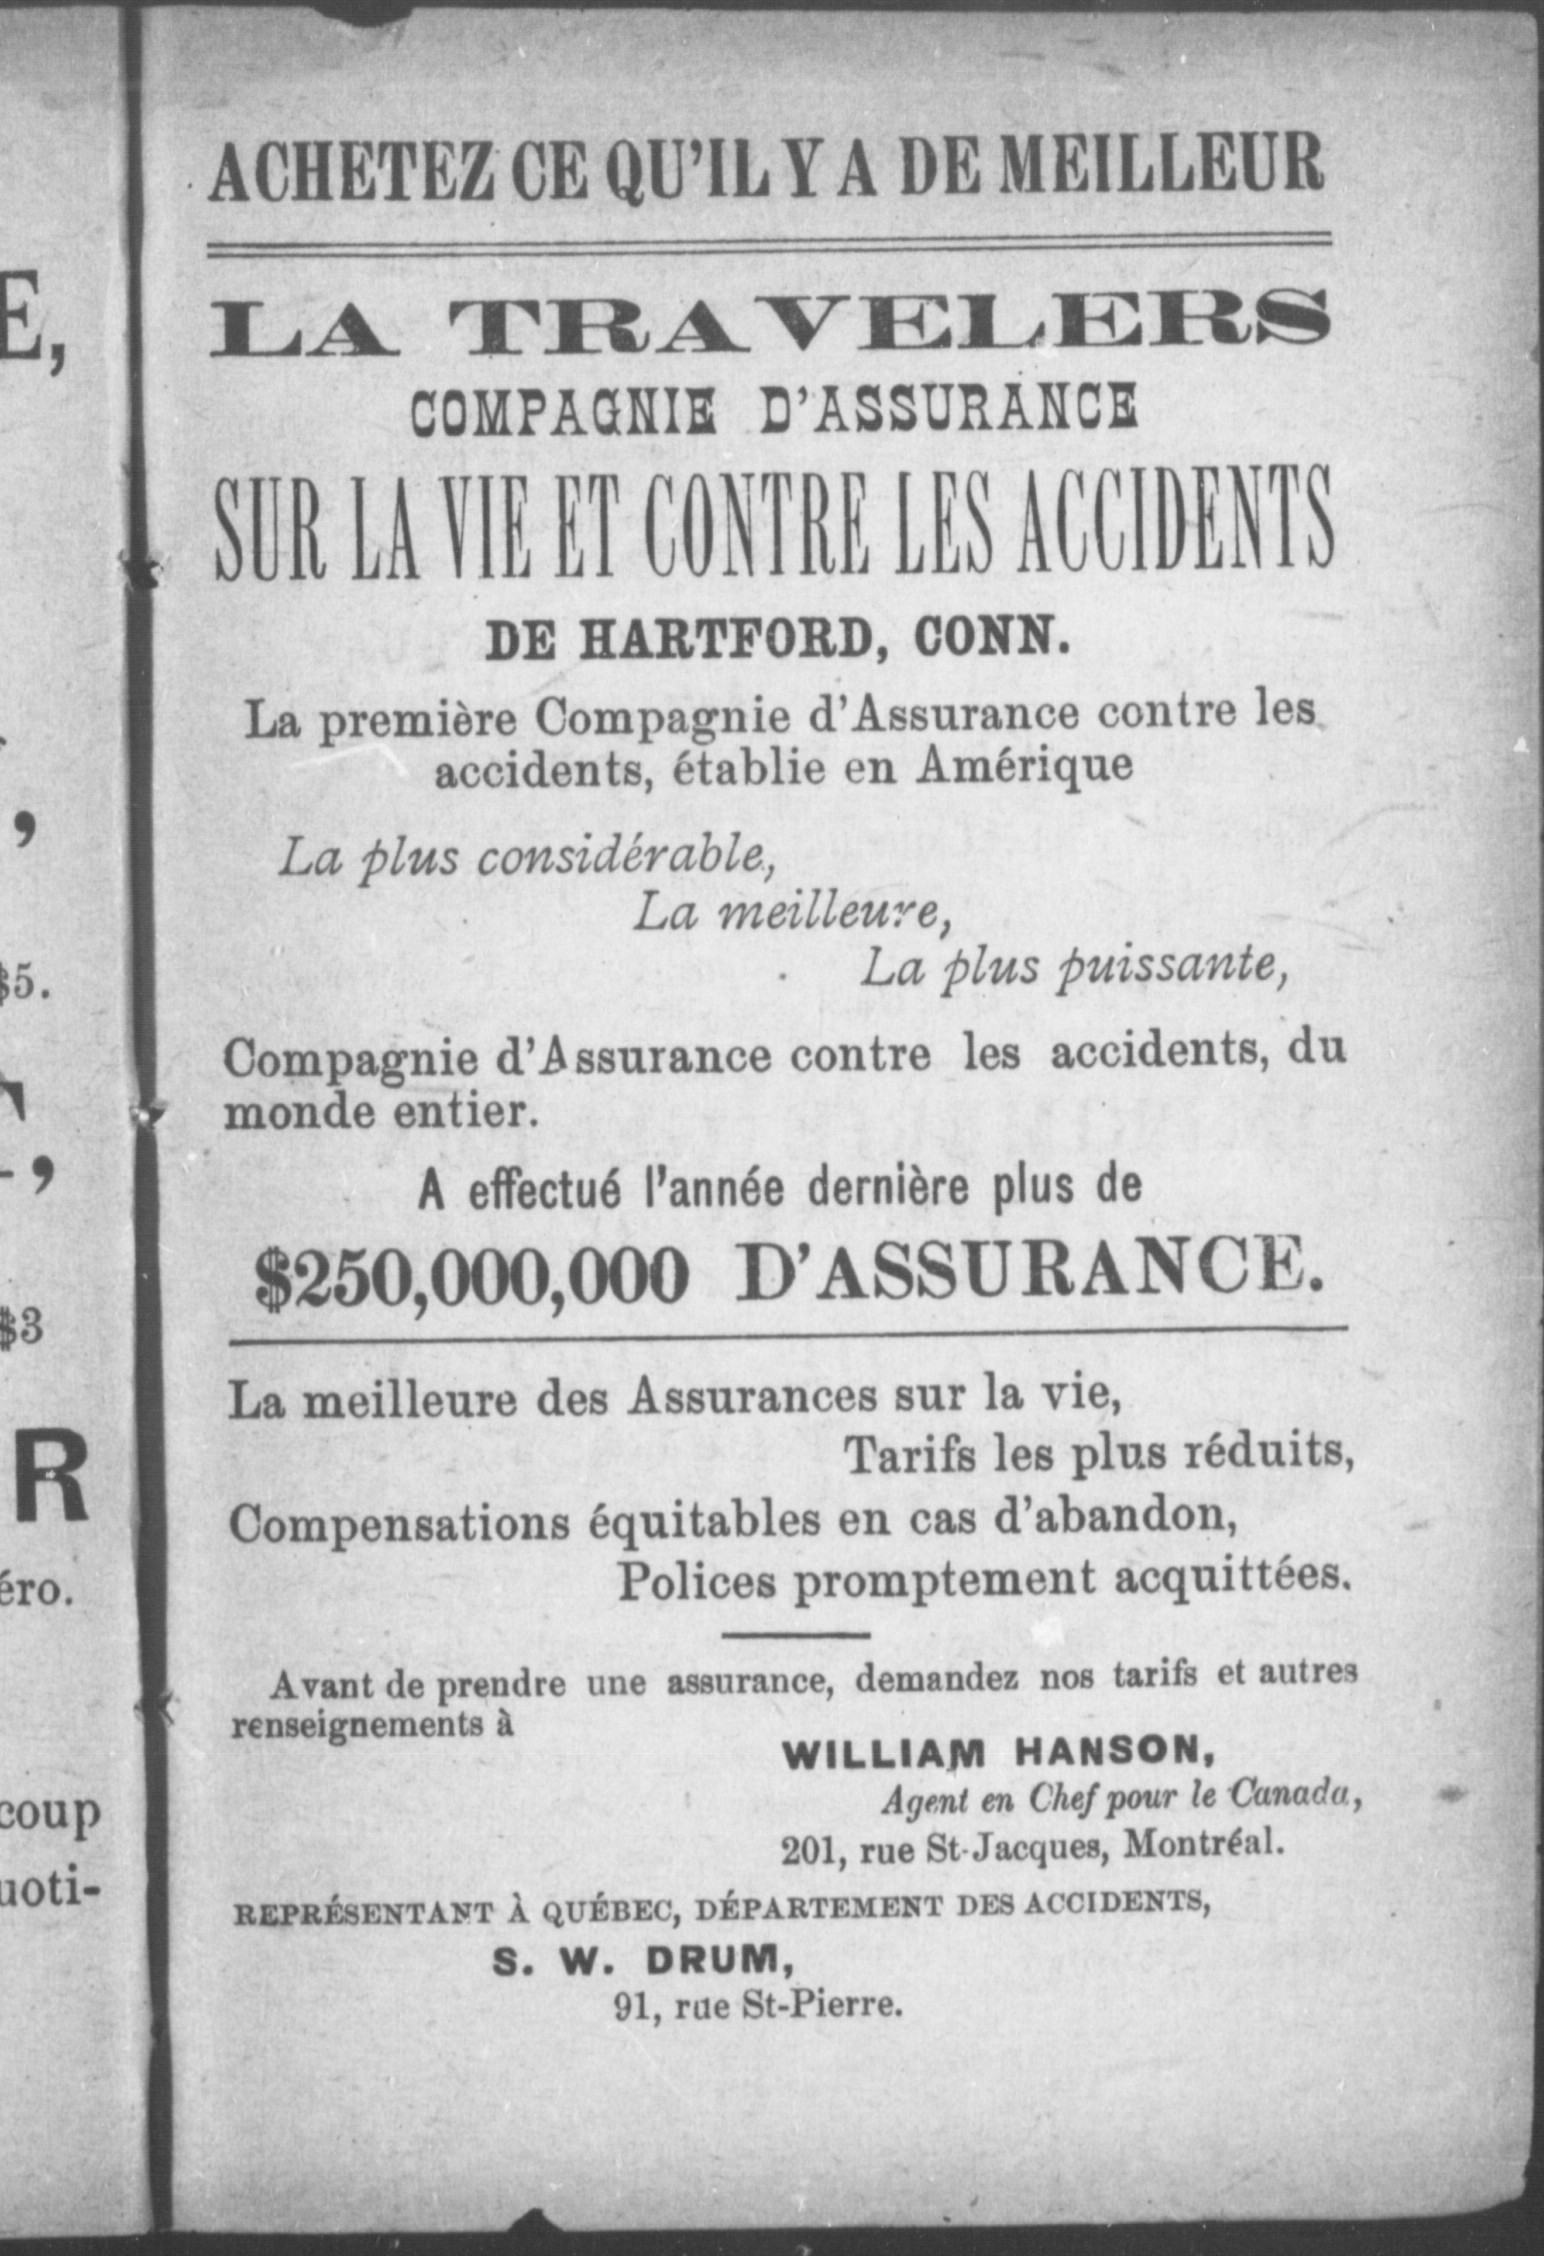 ACHETEZ CE QU'IL Y A DE MEILLEUR
LA TRAVELERS
COMPAGNIE D'ASSURANCE
SUR LA VIE ET CONTRE LES ACCIDENTS
DE HARTFORD, CONN.
La première Compagnie d'Assurance contre les
accidents, établie en Amérique
La plus considérable,
La meilleure,
La plus puissante,
Compagnie d'Assurance contre les accidents, du
monde entier.
A effectué l'année dernière plus de
$250,000,000 D'ASSURANCE.
La meilleure des Assurances sur la vie,
Tarifs les plus réduits,
Compensations équitables en cas d'abandon,
Polices promptement acquittées.
Avant de prendre une assurance, demandez nos tarifs et autres
renseignements à
WILLIAM HANSON,
Agent en Chef pour le Canada,
201, rue St-Jacques, Montréal.
REPRÉSENTANT À QUÉBEC, DÉPARTEMENT DES ACCIDENTS,
S. W. DRUM,
91, rue St-Pierre.